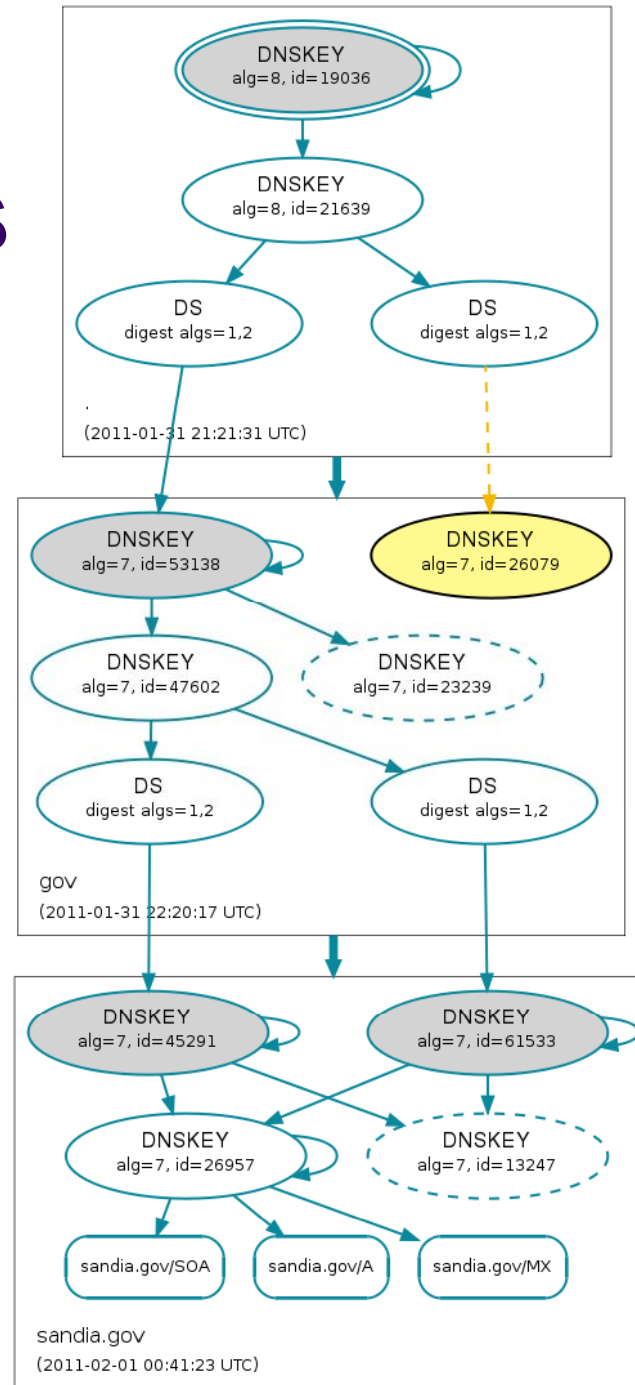 DNSKEY
alg=8, id=19036
s
DNSKEY
alg=8, id=21639
DS
digest algs=1,2
DS
digest algs=1,2
.
(2011-01-31 21:21:31 UTC)
DNSKEY
alg=7, id=53138
DNSKEY
alg=7, id=26079
DNSKEY
alg=7, id=47602
DNSKEY
alg=7, id=23239
DS
digest algs=1,2
DS
digest algs=1,2
gov
(2011-01-31 22:20:17 UTC)
DNSKEY
alg=7, id=45291
DNSKEY
alg=7, id=61533
DNSKEY
alg=7, id=26957
DNSKEY
alg=7, id=13247
sandia.gov/SOA
sandia.gov/A
sandia.gov/MX
sandia.gov
(2011-02-01 00:41:23 UTC)